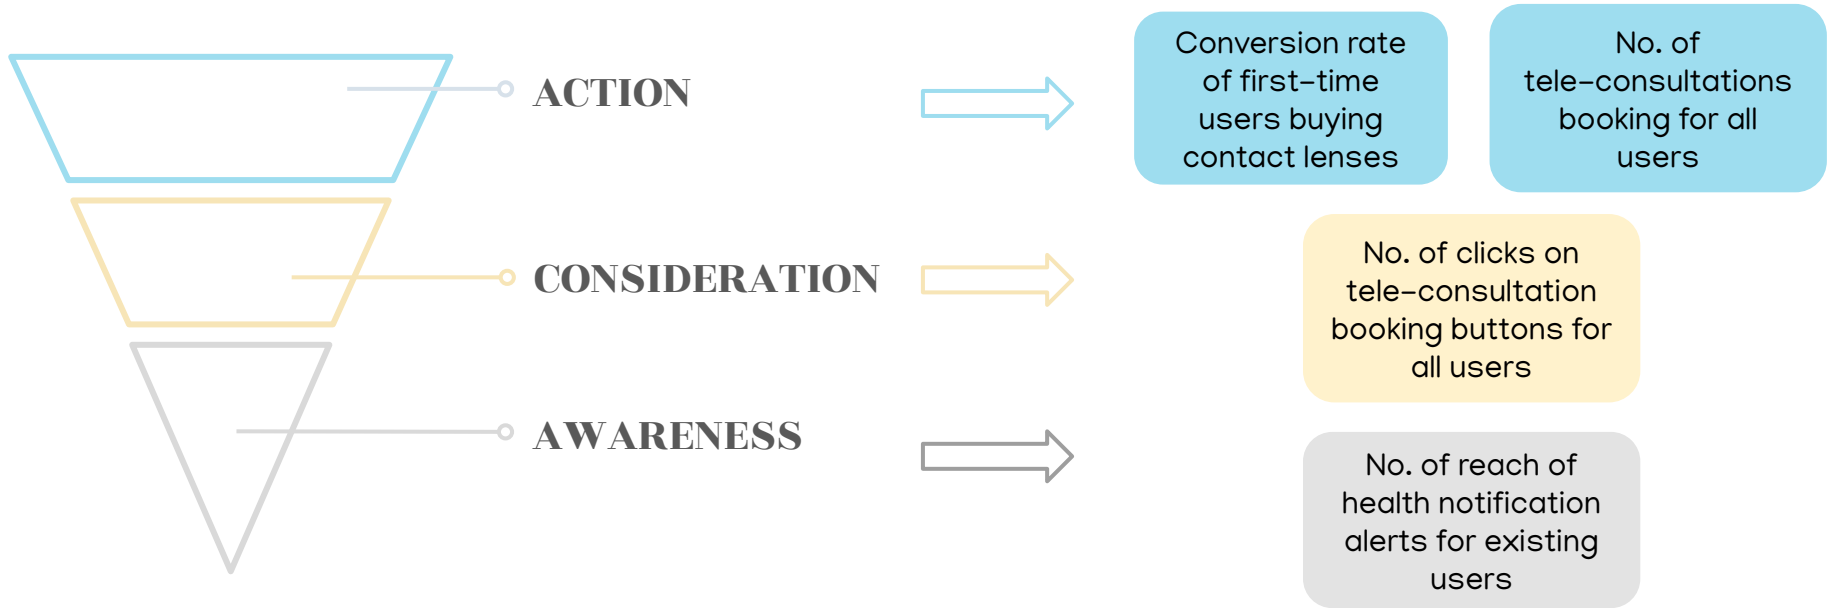 ACTION
Conversion rate
of first-time
users buying
contact lenses
No. of
tele-consultations
booking for all
users
CONSIDERATION
No. of clicks on
tele-consultation
booking buttons for
all users
AWARENESS
No. of reach of
health notification
alerts for existing
users